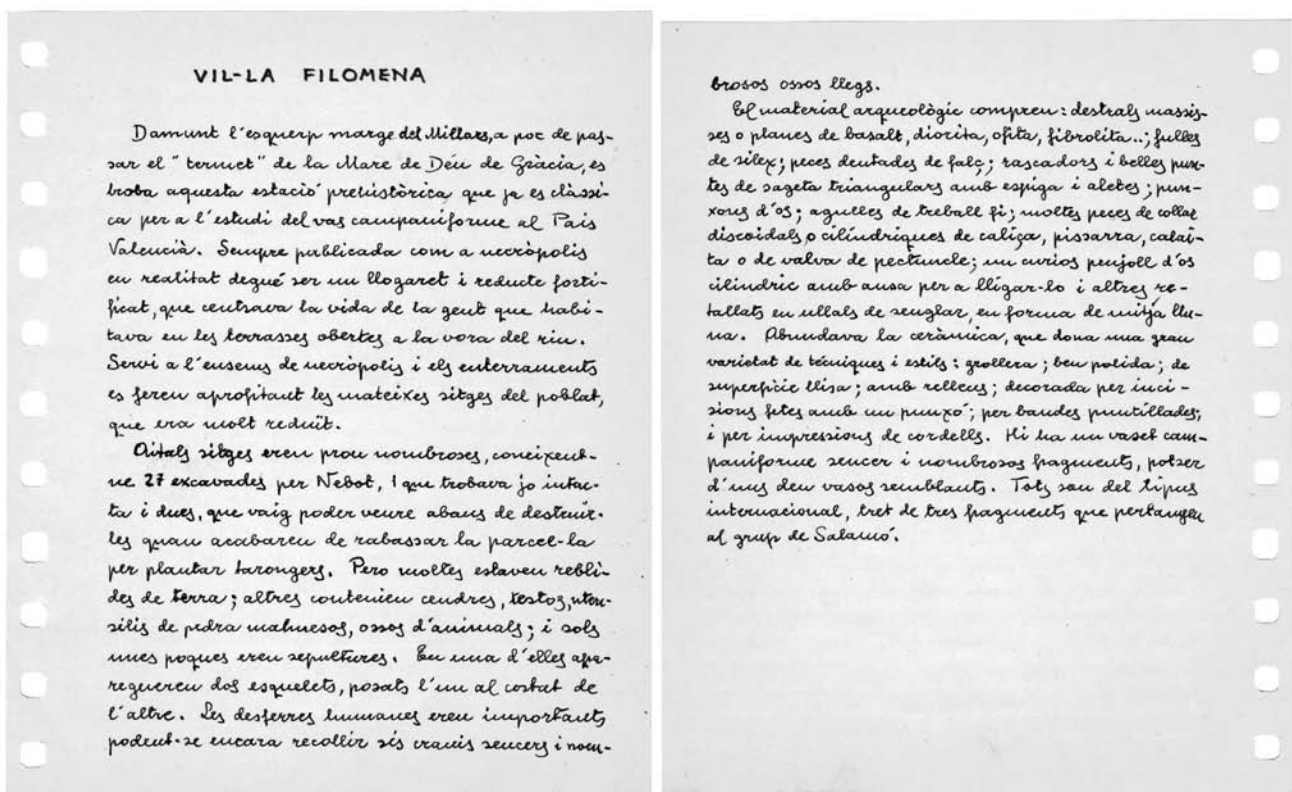 VIL-LA FILOMENA
Damunt l'esquerp marge del Millars, a poc de pas-
sar el "termet" de la Mare de Déu de Gràcia, es
troba aquesta estació prehistòrica que ja es clàssi-
ca per a l'estudi del vas campaniforme al Pais
Valencià. Sempre publicada com a necròpolis
en realitat degué ser un llogaret i reducte forti-
ficat, que centrava la vida de la gent que habi-
tava en les terrasses obertes a la vora del riu.
Servi a l'ensems de necròpolis i els enterraments
es feren aprofitant les mateixes sitges del poblat,
que era molt reduït.
Aitals sitges eren prou nombroses, coneixent-
ne 27 excavades per Nebot, 1 que trobava jo intac-
ta i dues, que vaig poder veure abans de destruir-
les quan acabaren de rabassar la parcel-la
per plantar tarongers. Pero moltes estaven rebli-
des de terra; altres contenien cendres, testos, uten-
silis de pedra malmesos, ossos d'animals; i sols
unes poques eren sepultures. En una d'elles apa-
regueren dos esquelets, posats l'un al costat de
l'altre. Les desferres humanes eren importants
podent-se encara recollir sis cranis sencers i nom-
brosos ossos llegs.
El material arqueològic compren: destrals massis-
ses o planes de basalt, diorita, ofita, fibrolita..; fulles
de silex; peces dentades de falç; rascadors i belles pun-
tes de sageta triangulars amb espiga i aletes; pun-
xons d'os; agulles de treball fi; moltes peces de collar
discoidals o cilíndriques de caliça, pissarra, calaï-
ta o de valva de pectuncle; un curios penjoll d'os
cilindric amb ansa per a lligar-lo i altres re-
tallats en ullals de senglar, en forma de mitja llu-
na. Abundava la ceràmica, que dona una gran
varietat de tècniques i estils: grollera; ben polida; de
superfície llisa; amb relleus; decorada per inci-
sions fetes amb un punxó; per bandes puntillades;
i per impressions de cordells. Hi ha un vaset cam-
paniforme sencer i nombrosos fragments, potser
d'uns deu vasos semblants. Tots son del tipus
internacional, tret de tres fragments que pertanyen
al grup de Salamó.